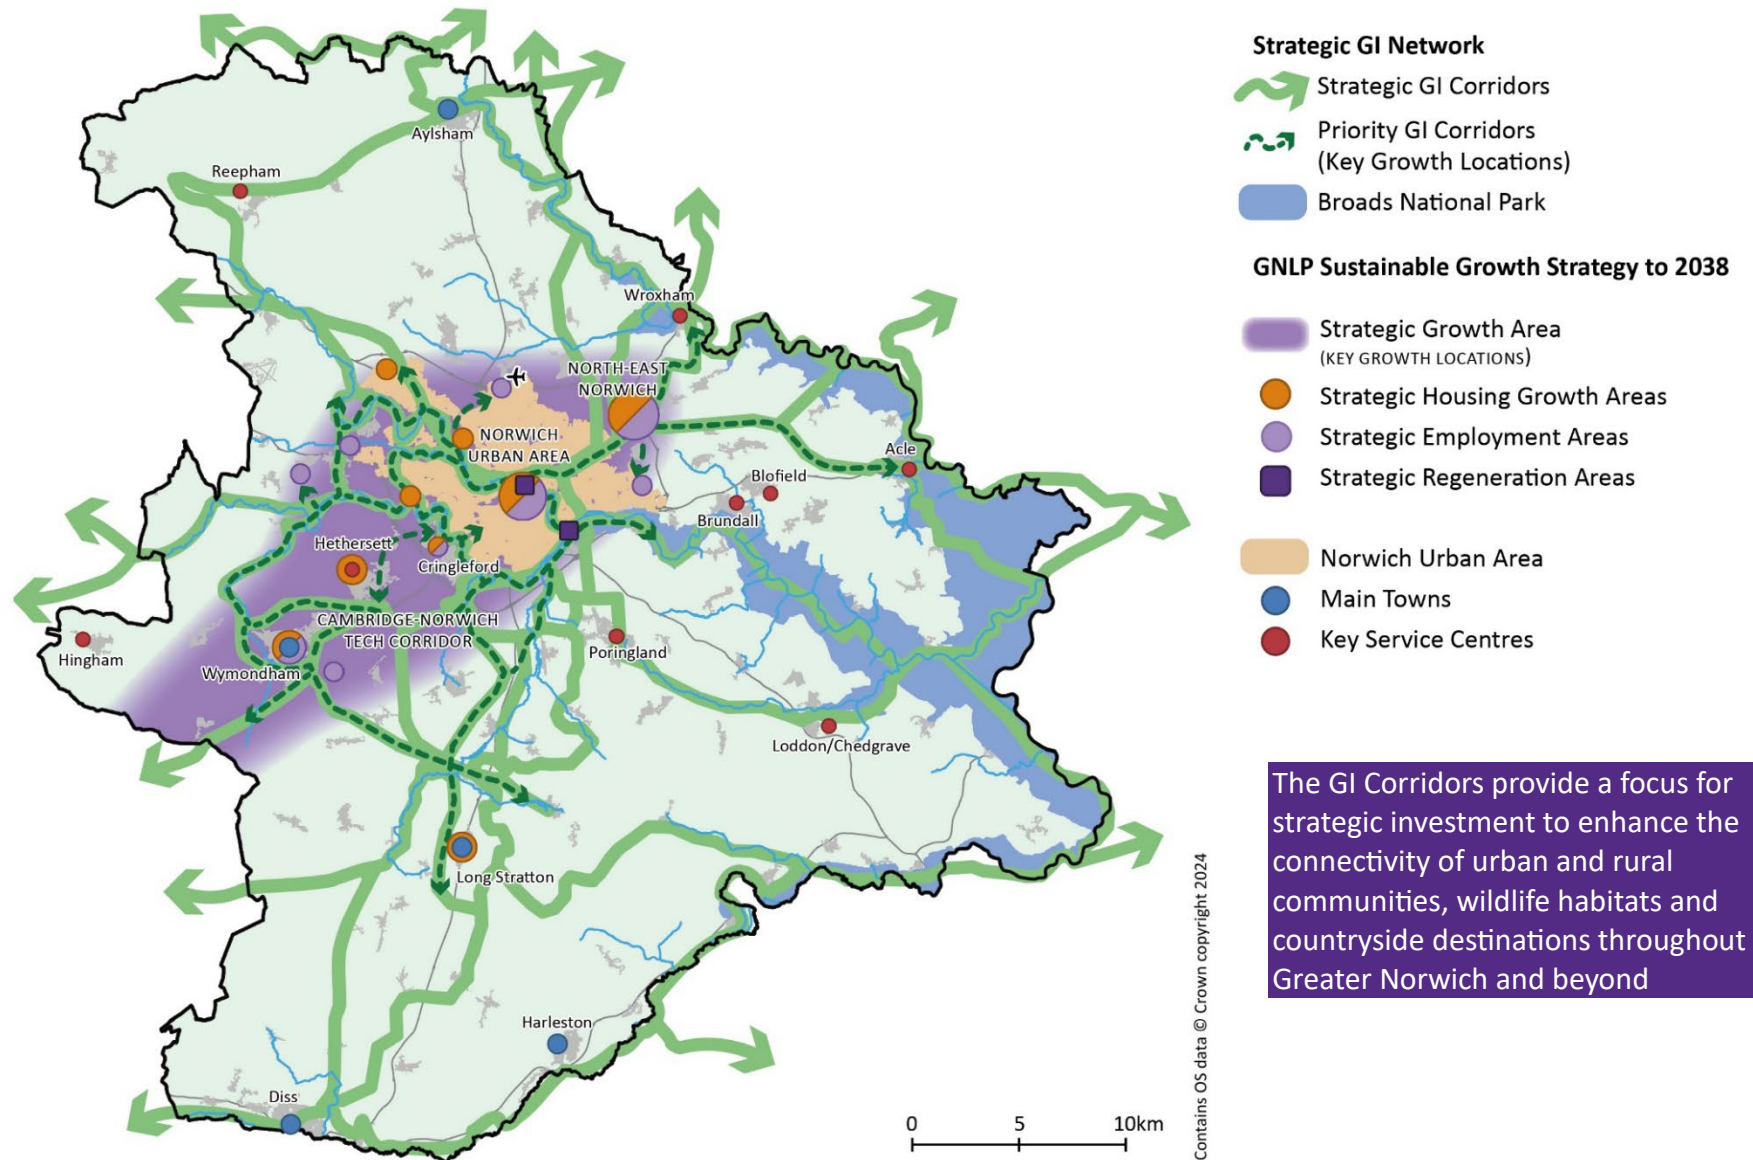 Aylsham
Reepham
Wroxham
NORTH-EAST
NORWICH
NORWICH
URBAN AREA
Acle
Blofield
Brundall
Hethersett
Cringleford
CAMBRIDGE-NORWICH
TECH CORRIDOR
Hingham
Wymondham
Poringland
Loddon/Chedgrave
Long Stratton
Harleston
Diss
0 5 10km
Contains OS data © Crown copyright 2024
Strategic GI Network
Strategic GI Corridors
Priority GI Corridors
(Key Growth Locations)
Broads National Park
GNLP Sustainable Growth Strategy to 2038
Strategic Growth Area
(KEY GROWTH LOCATIONS)
Strategic Housing Growth Areas
Strategic Employment Areas
Strategic Regeneration Areas
Norwich Urban Area
Main Towns
Key Service Centres
The GI Corridors provide a focus for
strategic investment to enhance the
connectivity of urban and rural
communities, wildlife habitats and
countryside destinations throughout
Greater Norwich and beyond